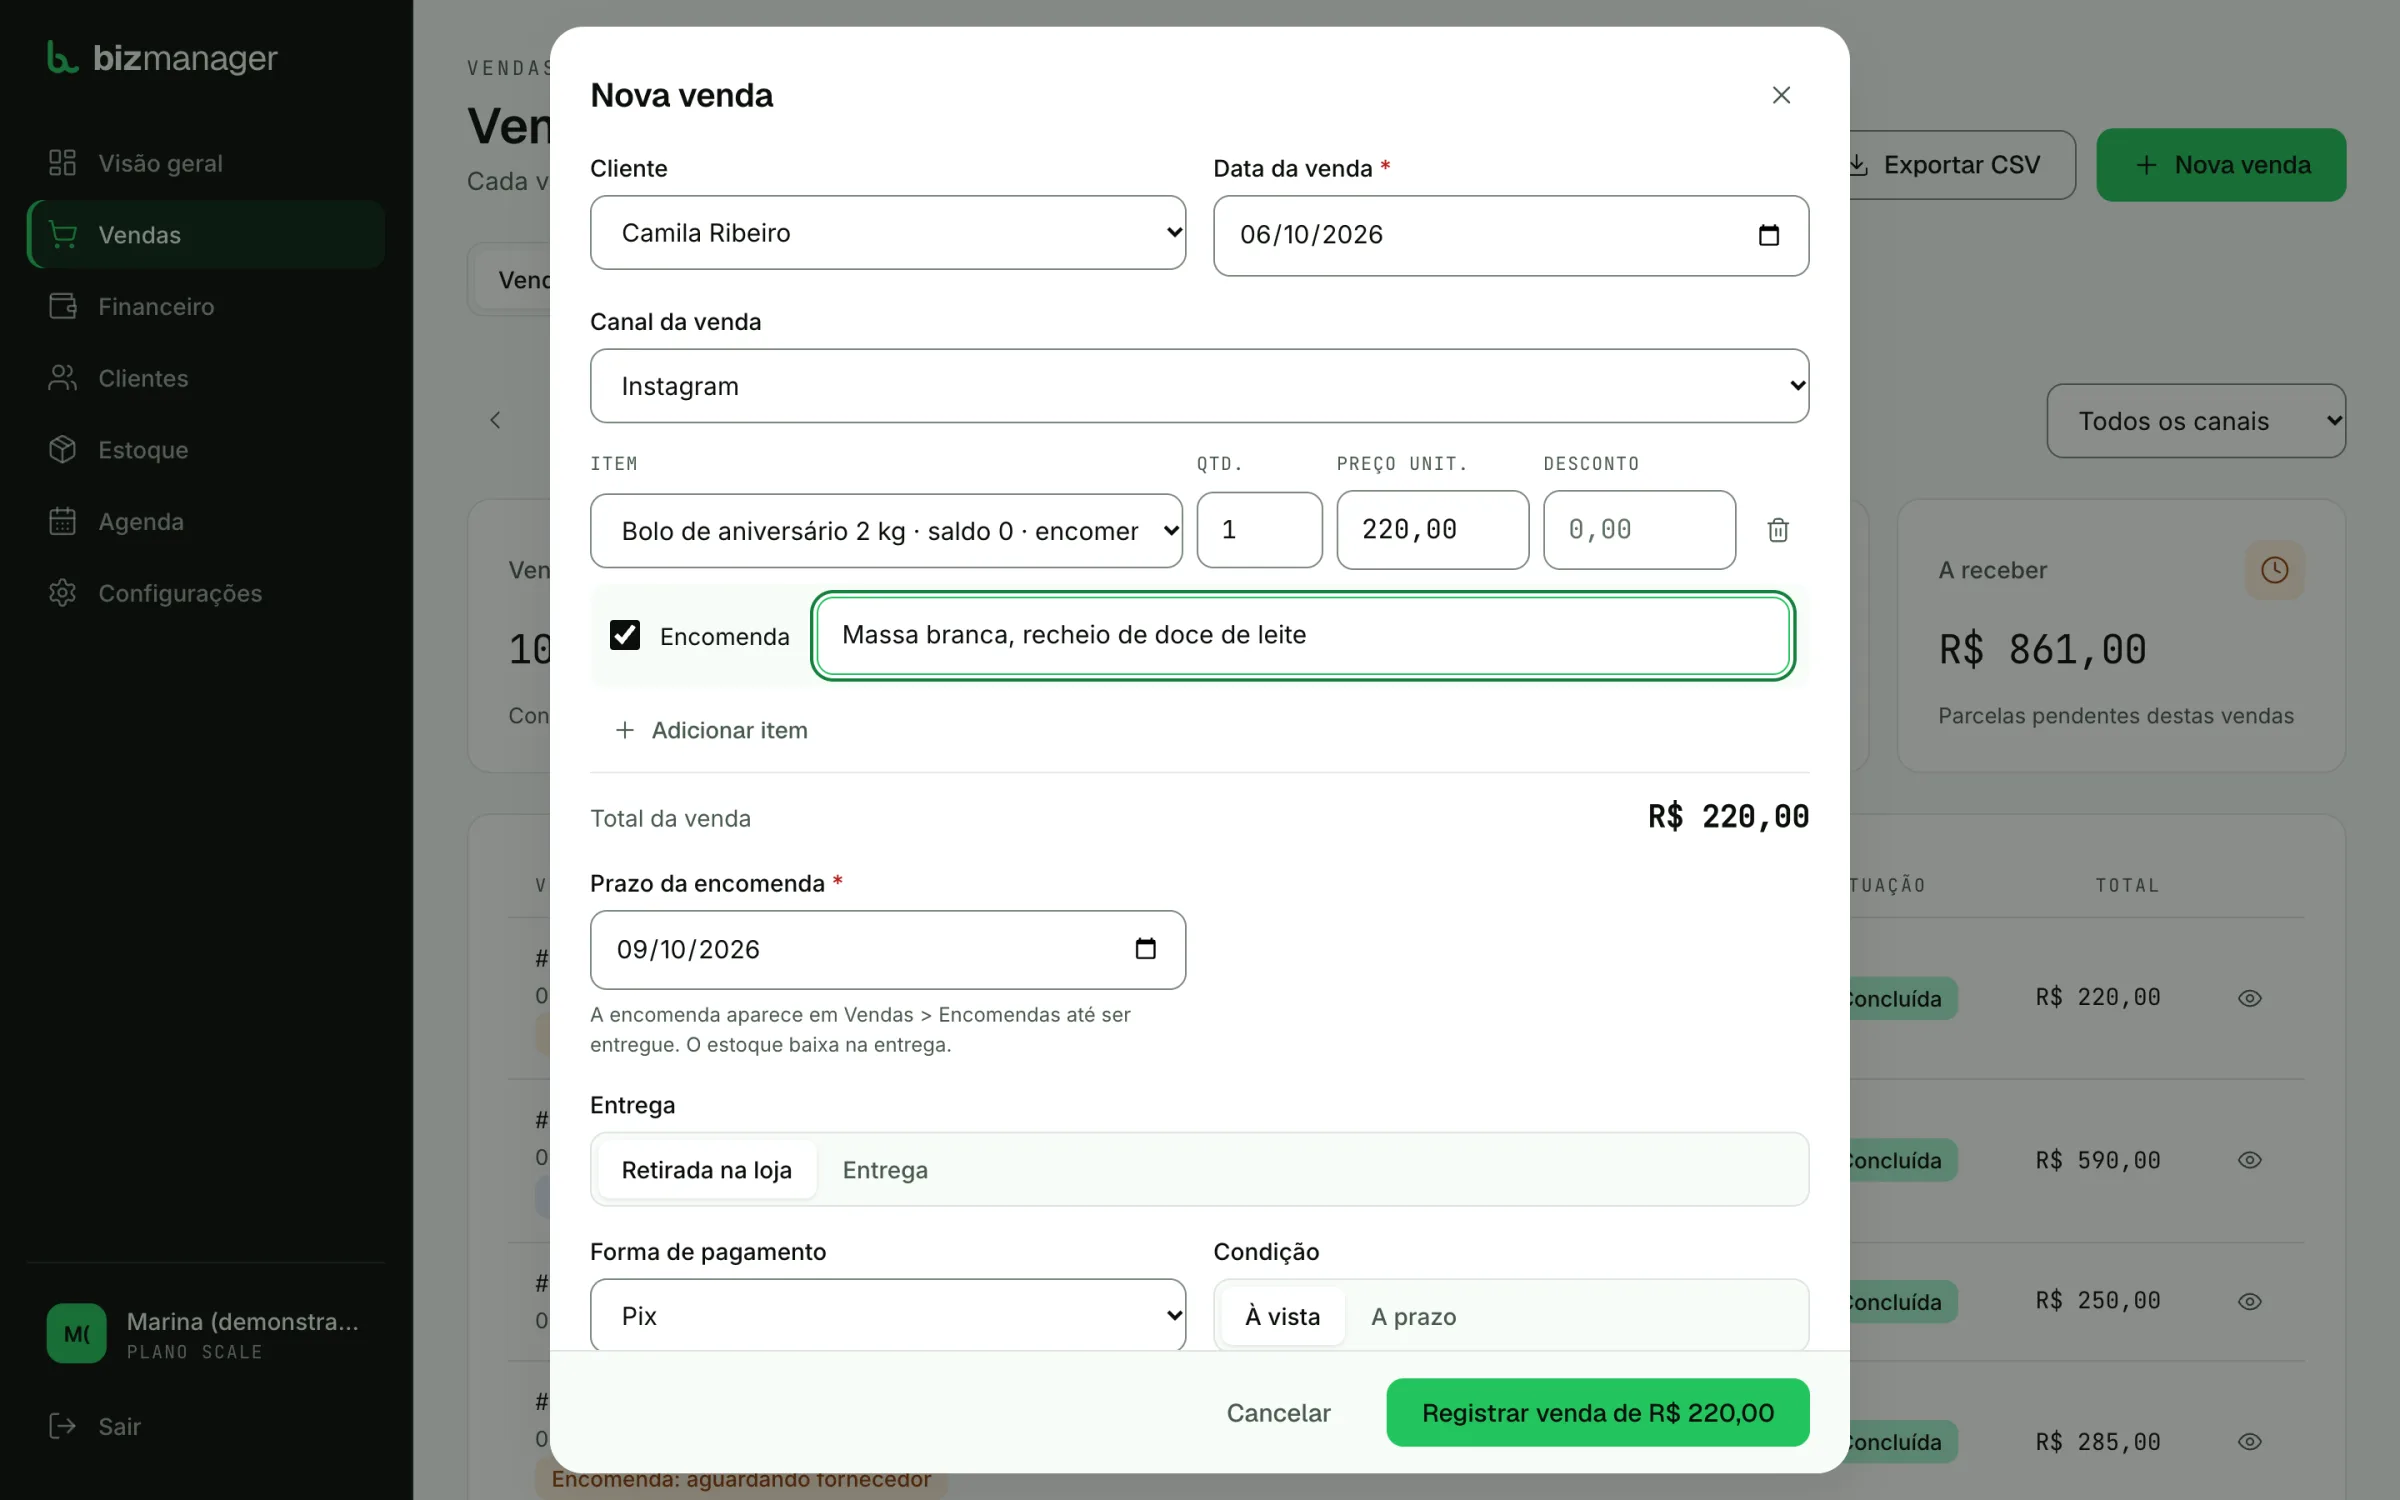 bizmanager
Visão geral
Vendas
Financeiro
Clientes
Estoque
Agenda
Configurações
Marina (demonstra...
M(
PLANO SCALE
Sair
VENDAS
Cada v
Exportar CSV
Nova venda
Todos os canais
A receber
R$ 861,00
Parcelas pendentes destas vendas
TOTAL
R$ 220,00
R$ 590,00
R$ 250,00
R$ 285,00
Encomenda: aguardando fornecedor
Nova venda
Cliente
Data da venda *
Camila Ribeiro
06/10/2026
Canal da venda
Instagram
ITEM QTD. PREÇO UNIT. DESCONTO
Bolo de aniversário 2 kg · saldo 0 · encomer 1 220,00 0,00
Encomenda Massa branca, recheio de doce de leite
Adicionar item
Total da venda R$ 220,00
Prazo da encomenda *
09/10/2026
A encomenda aparece em Vendas > Encomendas até ser
entregue. O estoque baixa na entrega.
Entrega
Retirada na loja Entrega
Forma de pagamento Condição
Pix À vista A prazo
Cancelar Registrar venda de R$ 220,00